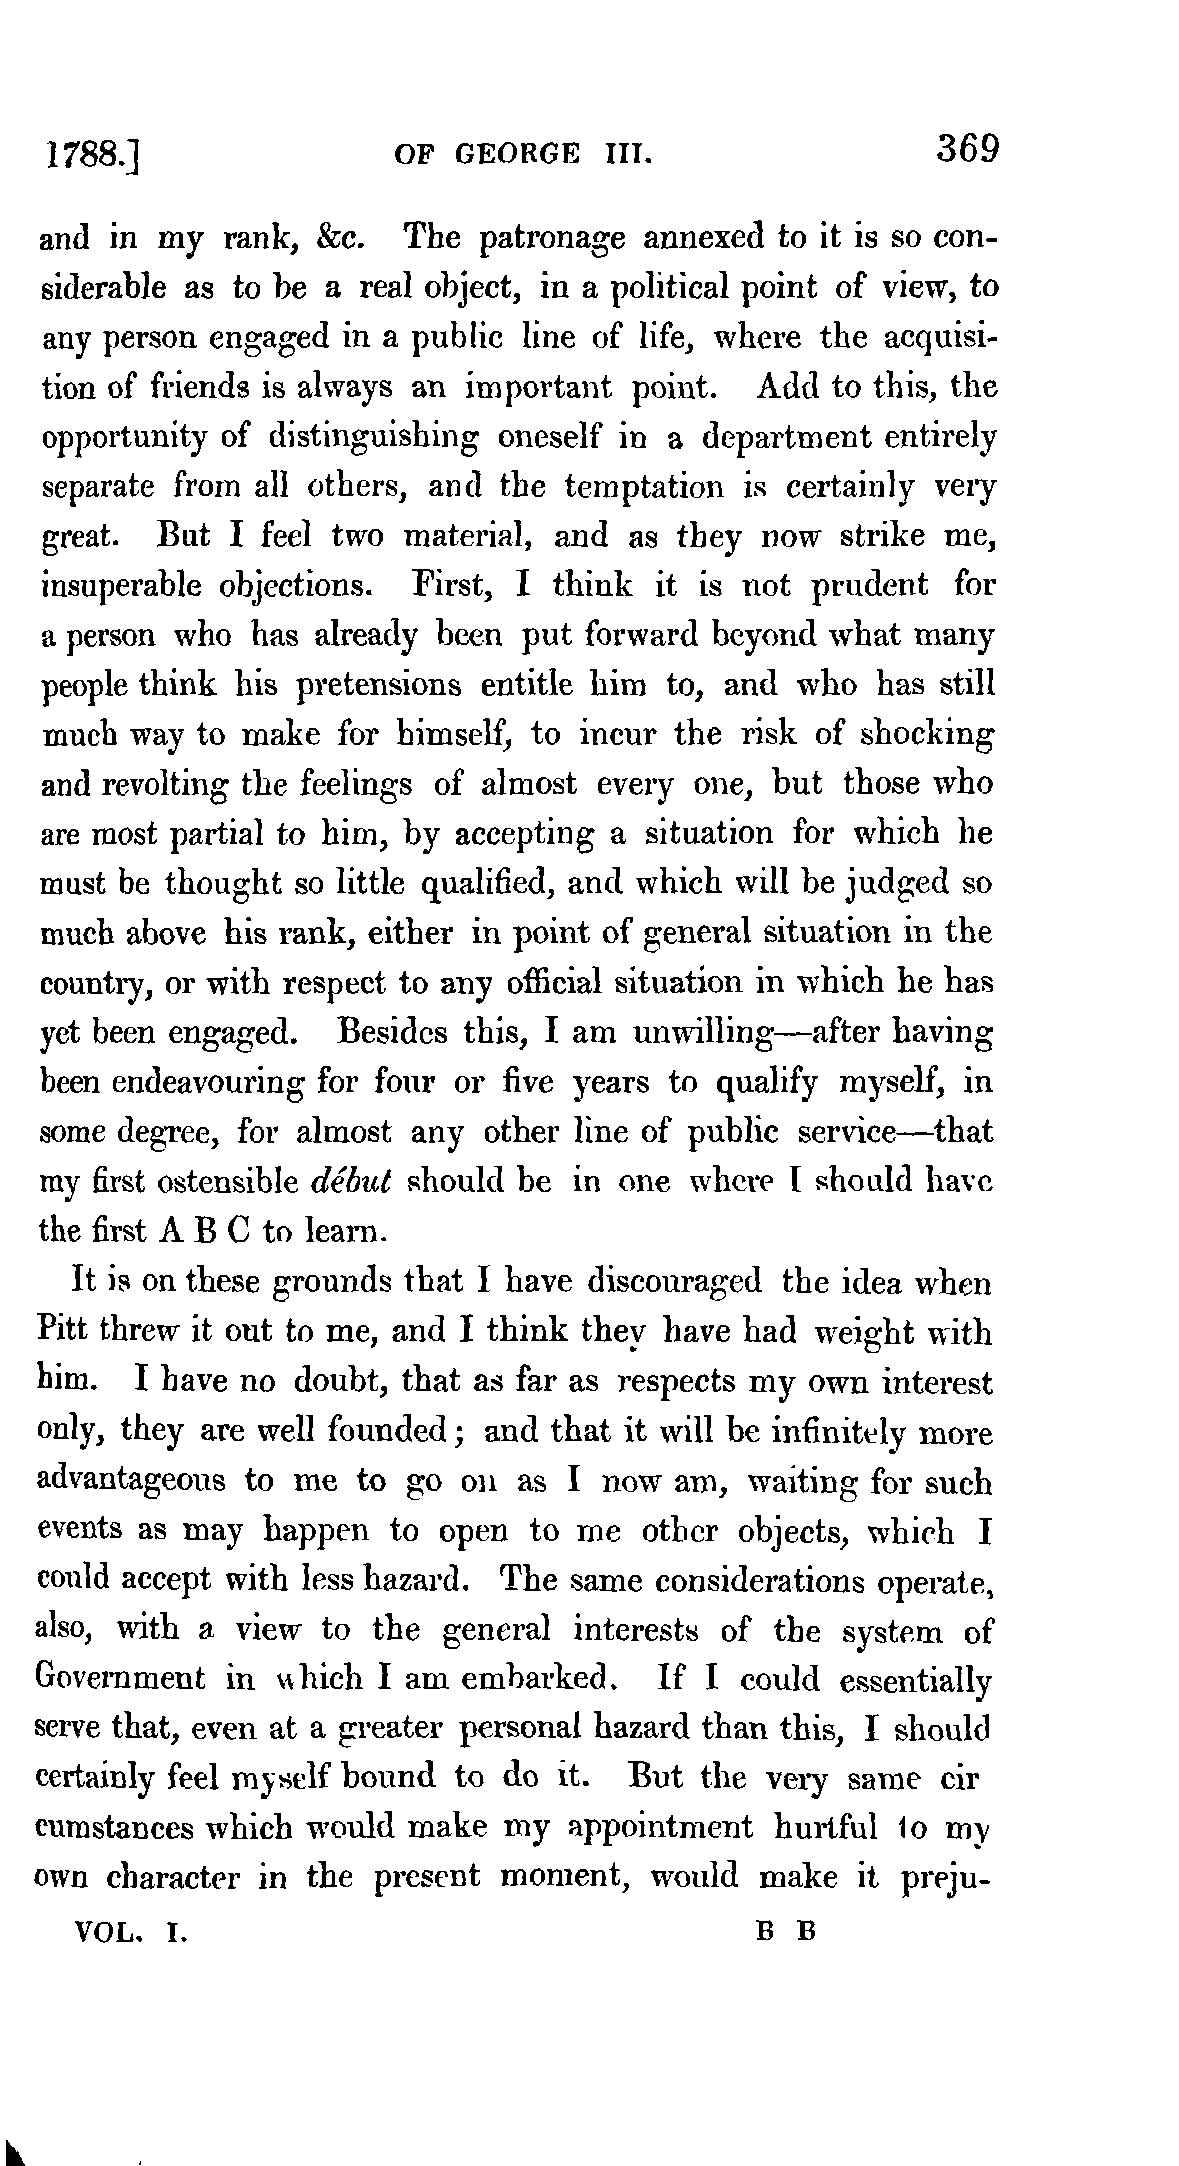 1788.] OF GEORGE III. 369
and in my rank, &c. The patronage annexed to it is so con-
siderable as to be a real object, in a political point of view, to
any person engaged in a public line of life, where the acquisi-
tion of friends is always an important point. Add to this, the
opportunity of distinguishing oneself in a department entirely
separate from all others, and the temptation is certainly very
great. But I feel two material, and as they now strike me,
insuperable objections. First, I think it is not prudent for
a person who has already been put forward beyond what many
people think his pretensions entitle him to, and who has still
much way to make for himself, to incur the risk of shocking
and revolting the feelings of almost every one, but those who
are most partial to him, by accepting a situation for which he
must be thought so little qualified, and which will be judged so
much above his rank, either in point of general situation in the
country, or with respect to any official situation in which he has
yet been engaged. Besides this, I am unwilling—after having
been endeavouring for four or five years to qualify myself, in
some degree, for almost any other line of public service—that
my first ostensible début should be in one where I should have
the first A B C to learn.
It is on these grounds that I have discouraged the idea when
Pitt threw it out to me, and I think they have had weight with
him. I have no doubt, that as far as respects my own interest
only, they are well founded; and that it will be infinitely more
advantageous to me to go on as I now am, waiting for such
events as may happen to open to me other objects, which I
could accept with less hazard. The same considerations operate,
also, with a view to the general interests of the system of
Government in which I am embarked. If I could essentially
serve that, even at a greater personal hazard than this, I should
certainly feel myself bound to do it. But the very same cir
cumstances which would make my appointment hurtful to my
own character in the present moment, would make it preju-
VOL. I. B B